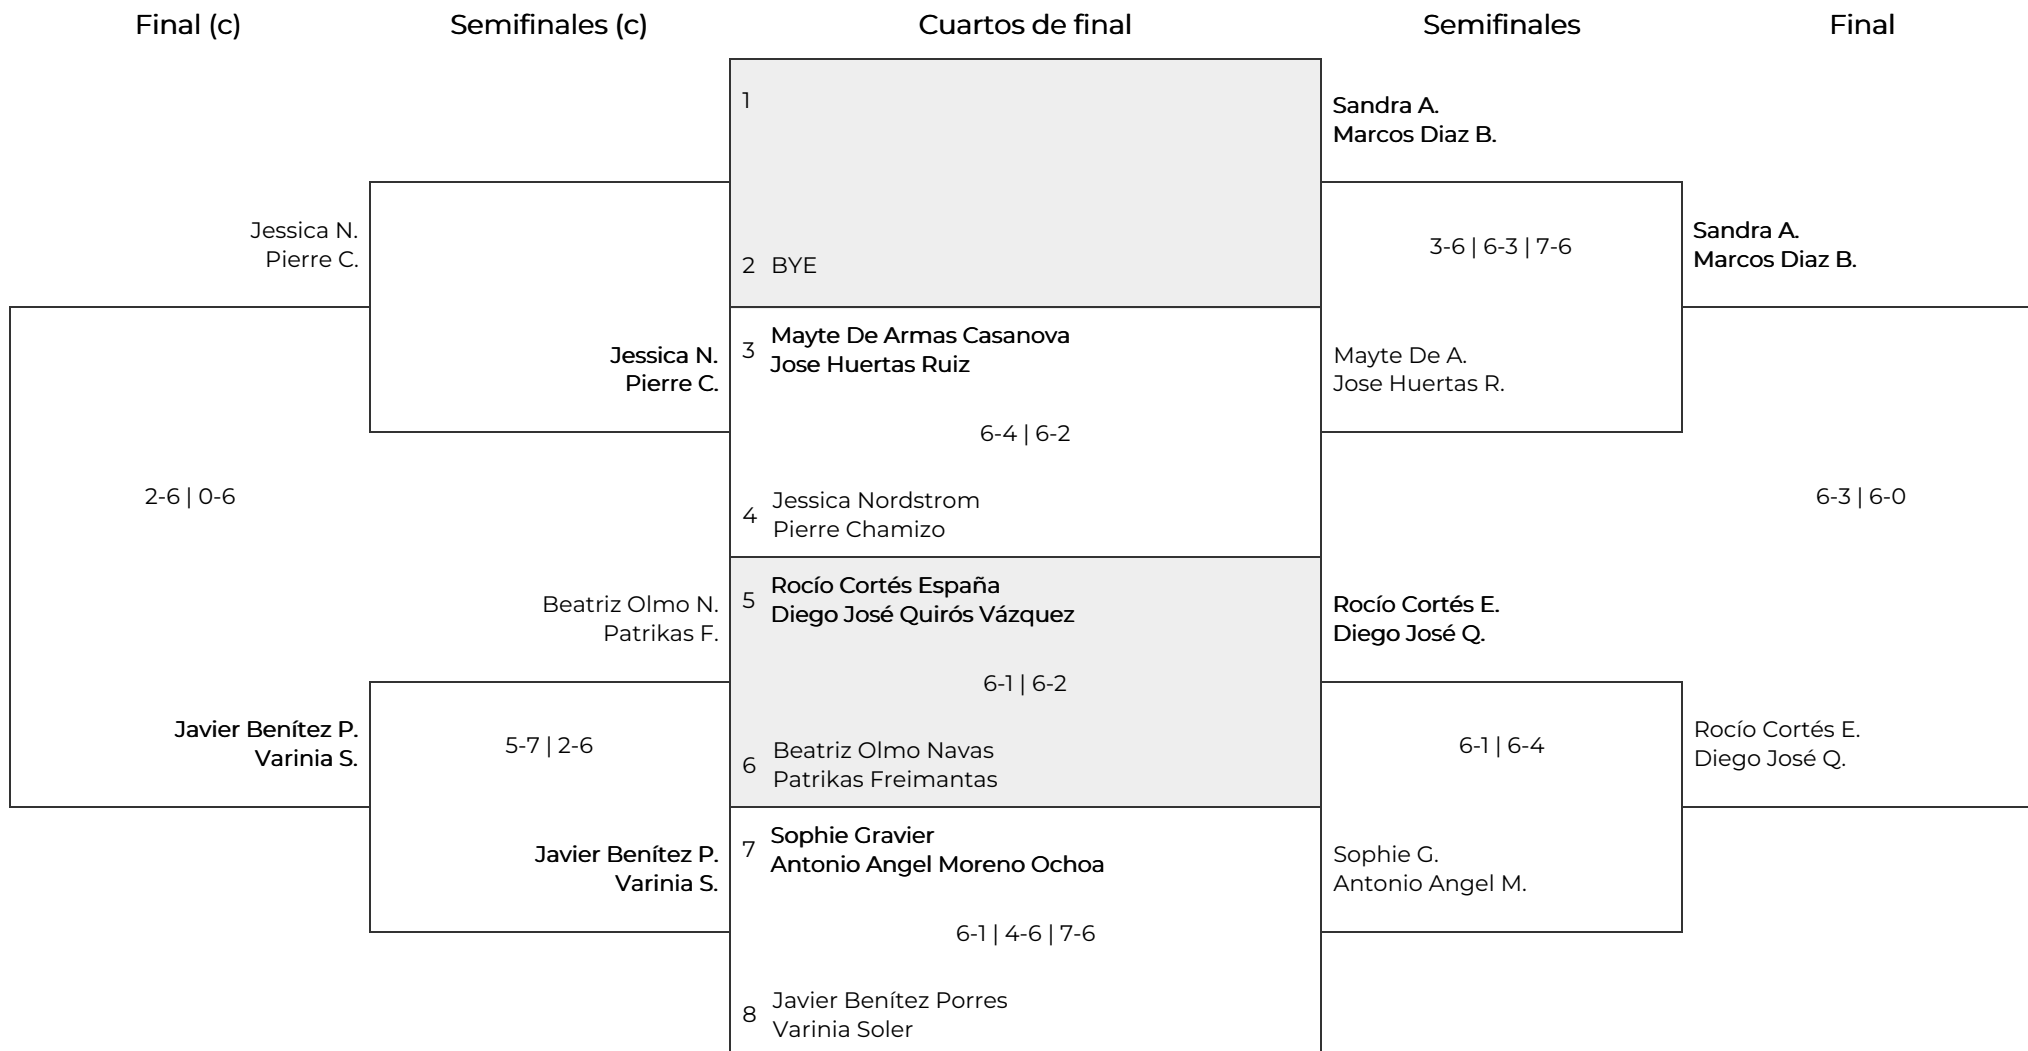 Final (c)
Semifinales (c)
Cuartos de final
Semifinales
Final
Jessica N.
Pierre C.
2-6 | 0-6
Javier Benítez P.
Varinia S.
Jessica N.
Pierre C.
Beatriz Olmo N.
Patrikas F.
5-7 | 2-6
Javier Benítez P.
Varinia S.
1
2 BYE
3 Mayte De Armas Casanova
Jose Huertas Ruiz
6-4 | 6-2
4 Jessica Nordstrom
Pierre Chamizo
5 Rocío Cortés España
Diego José Quirós Vázquez
6-1 | 6-2
6 Beatriz Olmo Navas
Patrikas Freimantas
7 Sophie Gravier
Antonio Angel Moreno Ochoa
6-1 | 4-6 | 7-6
8 Javier Benítez Porres
Varinia Soler
Sandra A.
Marcos Diaz B.
3-6 | 6-3 | 7-6
Mayte De A.
Jose Huertas R.
Rocío Cortés E.
Diego José Q.
6-1 | 6-4
Sophie G.
Antonio Angel M.
Sandra A.
Marcos Diaz B.
6-3 | 6-0
Rocío Cortés E.
Diego José Q.